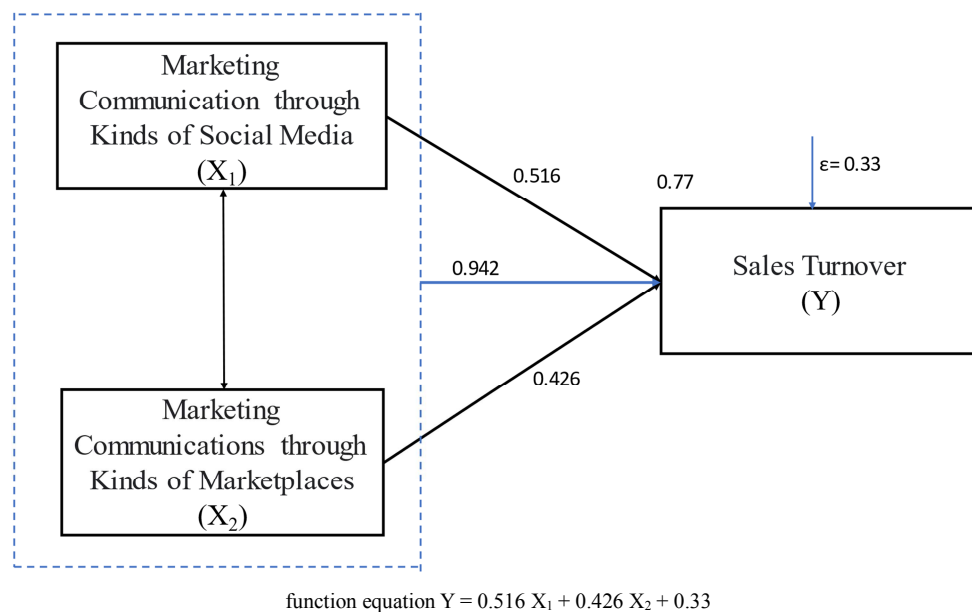 Marketing
Communication through
Kinds of Social Media
(X₁)
0.516
0.77
ε= 0.33
0.942
Sales Turnover
(Y)
0.426
Marketing
Communications through
Kinds of Marketplaces
(X₂)
function equation Y = 0.516 X₁ + 0.426 X₂ + 0.33